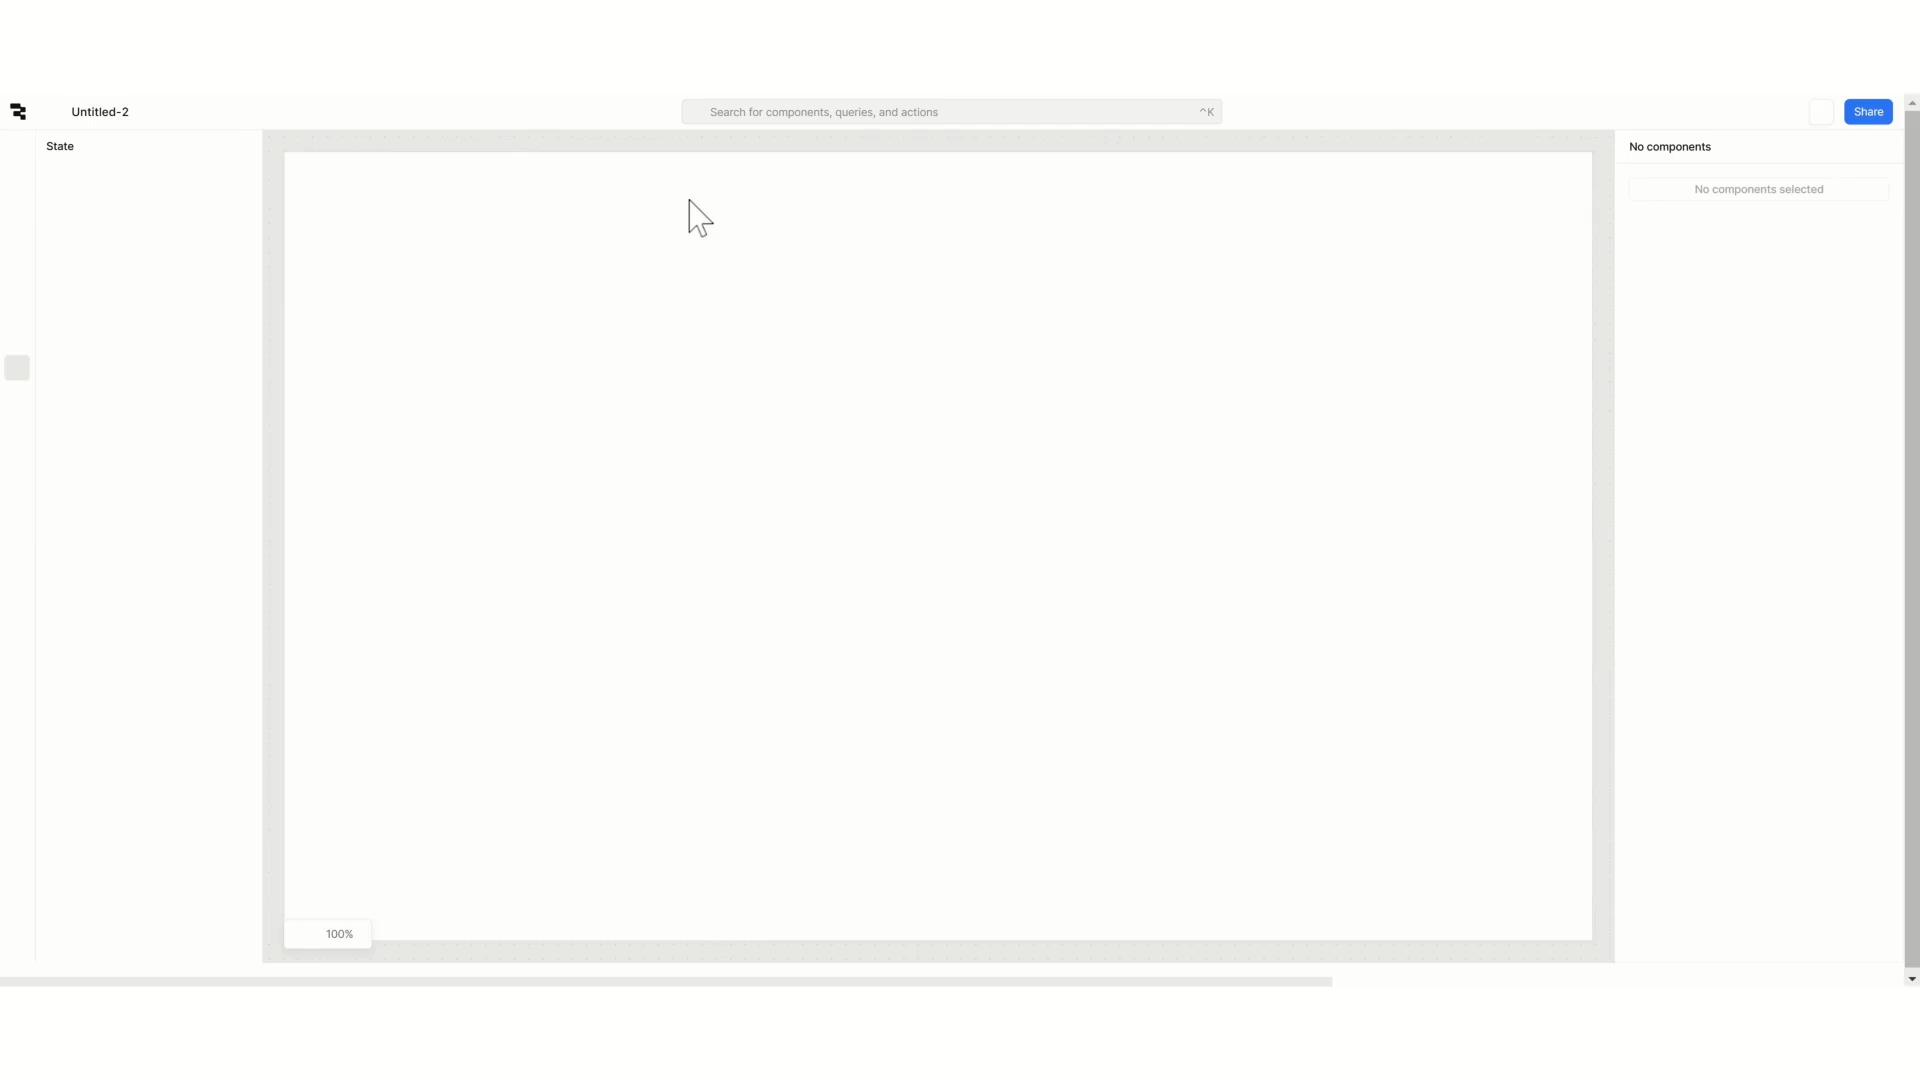 Untitled-2
Search for components, queries, and actions ^K
Share
State
No components
No components selected
100%